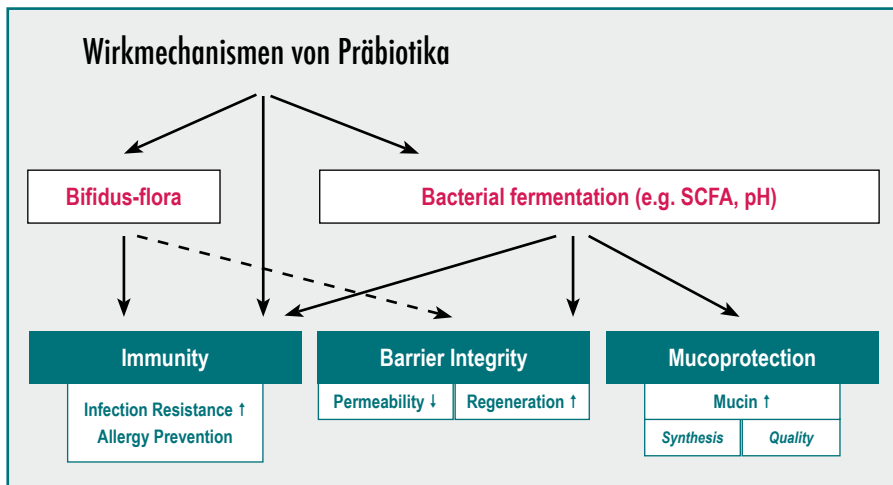 Wirkmechanismen von Präbiotika
Bifidus-flora
Bacterial fermentation (e.g. SCFA, pH)
Immunity
Barrier Integrity
Mucoprotection
Infection Resistance ↑
Allergy Prevention
Permeability ↓
Regeneration ↑
Mucin ↑
Synthesis
Quality